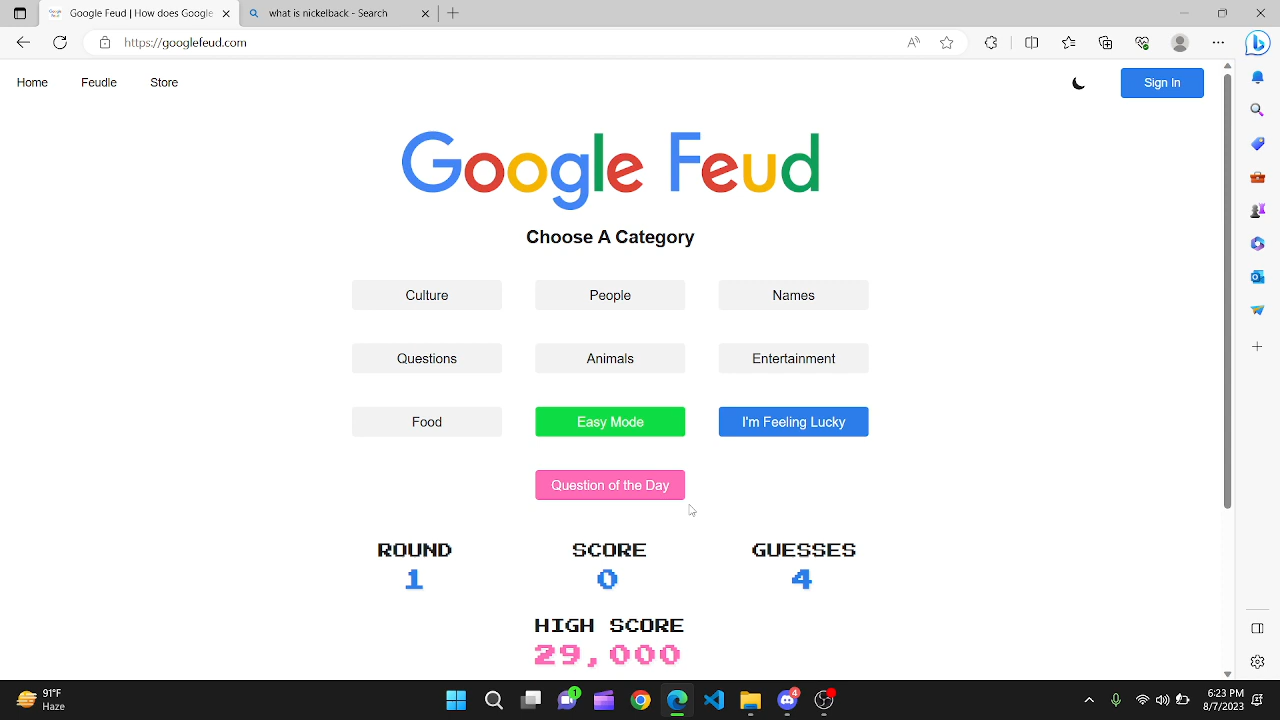 Google Feud | How does Google
what is nickelback - Search
https://googlefeud.com
Home Feudle Store
Sign In
Google Feud
Choose A Category
Culture People Names
Questions Animals Entertainment
Food Easy Mode I'm Feeling Lucky
Question of the Day
ROUND SCORE GUESSES
1 0 4
HIGH SCORE
29,000
91°F
Haze
1
4
6:23 PM
8/7/2023